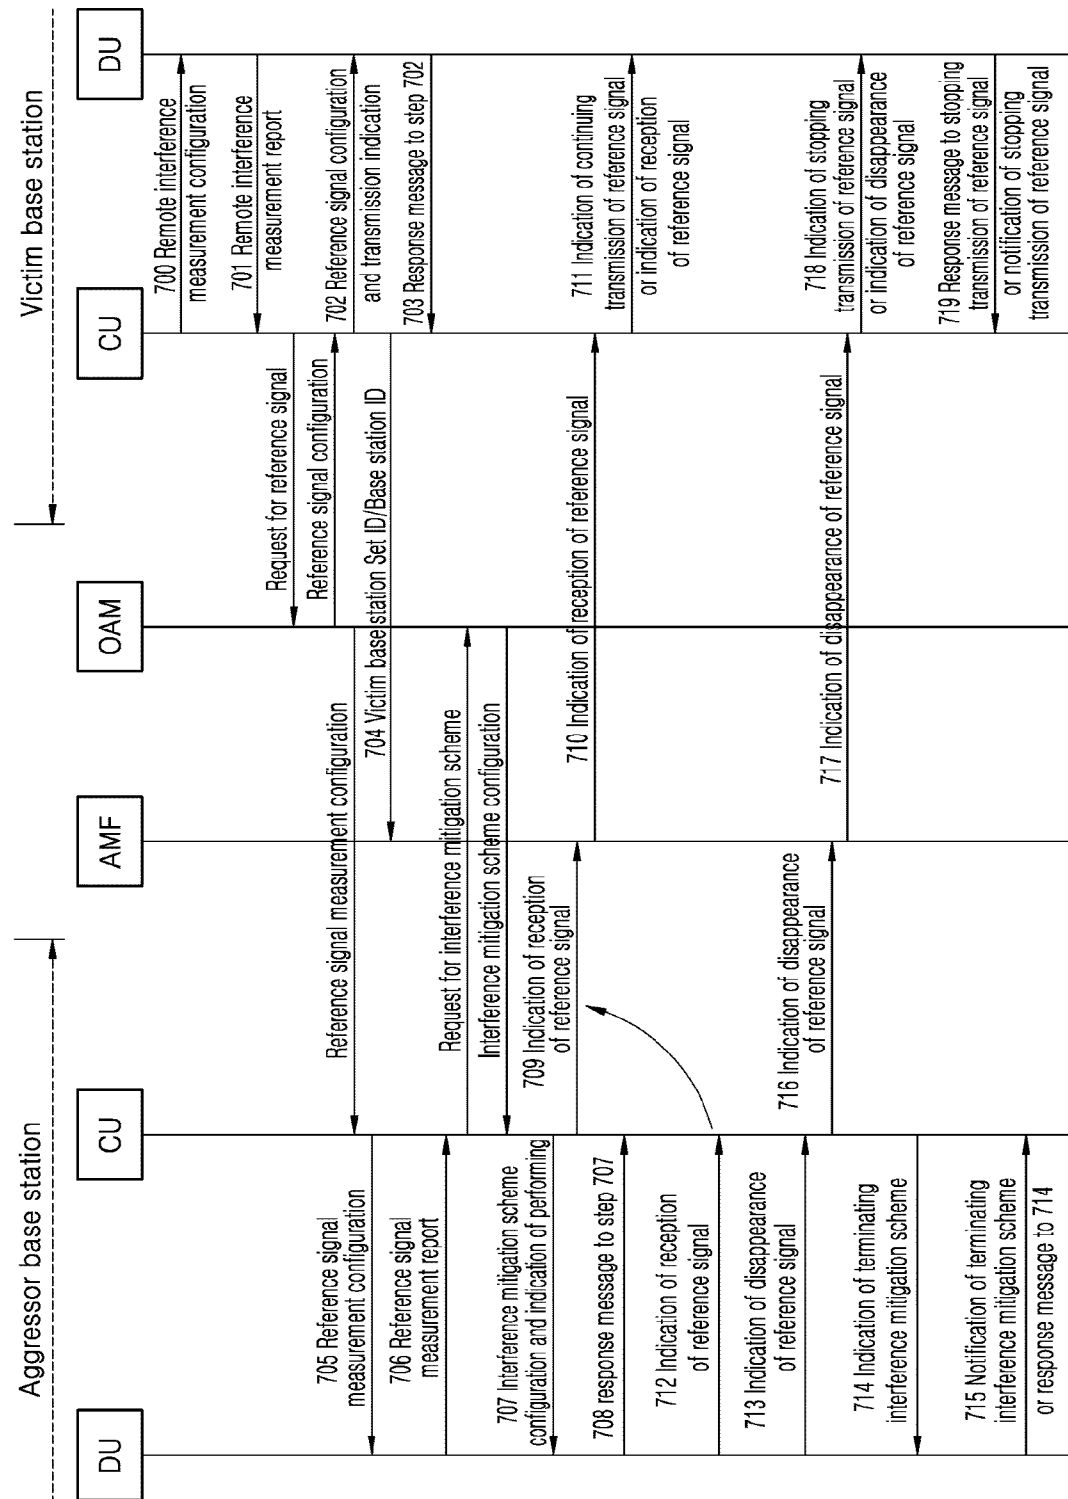 Aggressor base station
Victim base station
DU
CU
AMF
OAM
CU
DU
700 Remote interference
measurement configuration
701 Remote interference
measurement report
Request for reference signal
Reference signal configuration
702 Reference signal configuration
and transmission indication
703 Response message to step 702
Reference signal measurement configuration
704 Victim base station Set ID/Base station ID
705 Reference signal
measurement configuration
706 Reference signal
measurement report
Request for interference mitigation scheme
Interference mitigation scheme configuration
707 Interference mitigation scheme
configuration and indication of performing
708 response message to step 707
709 Indication of reception
of reference signal
710 Indication of reception of reference signal
711 Indication of continuing
transmission of reference signal
or indication of reception
of reference signal
712 Indication of reception
of reference signal
713 Indication of disappearance
of reference signal
714 Indication of terminating
interference mitigation scheme
715 Notification of terminating
interference mitigation scheme
or response message to 714
716 Indication of disappearance
of reference signal
717 Indication of disappearance of reference signal
718 Indication of stopping
transmission of reference signal
or indication of disappearance
of reference signal
719 Response message to stopping
transmission of reference signal
or notification of stopping
transmission of reference signal